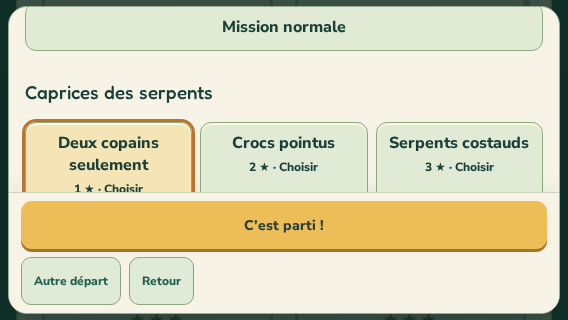 Mission normale
Caprices des serpents
Deux copains
seulement
1 ★ · Choisir
Crocs pointus
2 ★ · Choisir
Serpents costauds
3 ★ · Choisir
C'est parti !
Autre départ
Retour